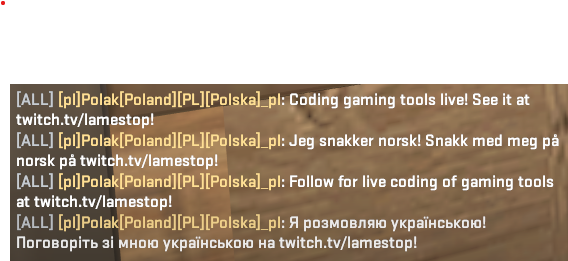 [ALL] [pl]Polak[Poland][PL][Polska]_pl: Coding gaming tools live! See it at
twitch.tv/lamestop!
[ALL] [pl]Polak[Poland][PL][Polska]_pl: Jeg snakker norsk! Snakk med meg på
norsk på twitch.tv/lamestop!
[ALL] [pl]Polak[Poland][PL][Polska]_pl: Follow for live coding of gaming tools
at twitch.tv/lamestop!
[ALL] [pl]Polak[Poland][PL][Polska]_pl: Я розмовляю українською!
Поговоріть зі мною українською на twitch.tv/lamestop!